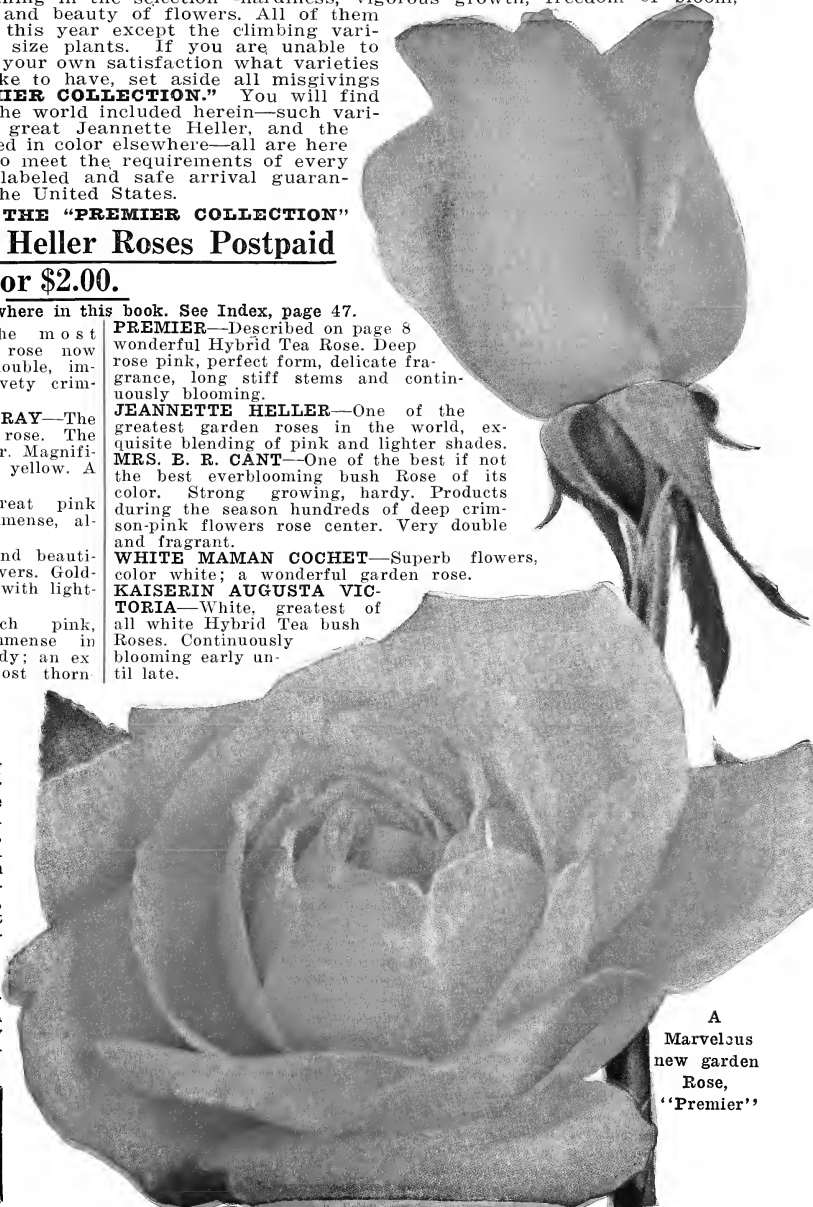 vigorous growth, freedom of bloom,
and beauty of flowers. All of them
this year except the climbing vari-
size plants. If you are unable to
your own satisfaction what varieties
ke to have, set aside all misgivings
IER COLLECTION." You will find
he world included herein—such vari-
great Jeannette Heller, and the
ed in color elsewhere—all are here
o meet the requirements of every
labeled and safe arrival guaran-
he United States.
THE "PREMIER COLLECTION"
Heller Roses Postpaid
or $2.00.
where in this book. See Index, page 47.
he most
rose now
ouble, im-
vety crim-
RAY—The
rose. The
r. Magnifi-
yellow. A
reat pink
mense, al-
nd beauti-
vers. Gold-
with light-
ch pink,
mmense in
dy; an ex
ost thorn
PREMIER—Described on page 8
wonderful Hybrid Tea Rose. Deep
rose pink, perfect form, delicate fra-
grance, long stiff stems and contin-
uously blooming.
JEANNETTE HELLER—One of the
greatest garden roses in the world, ex-
quisite blending of pink and lighter shades.
MRS. B. R. CANT—One of the best if not
the best everblooming bush Rose of its
color. Strong growing, hardy. Products
during the season hundreds of deep crim-
son-pink flowers rose center. Very double
and fragrant.
WHITE MAMAN COCHET—Superb flowers,
color white; a wonderful garden rose.
KAISERIN AUGUSTA VIC-
TORIA—White, greatest of
all white Hybrid Tea bush
Roses. Continuously
blooming early un-
til late.
A
Marvelous
new garden
Rose,
"Premier"